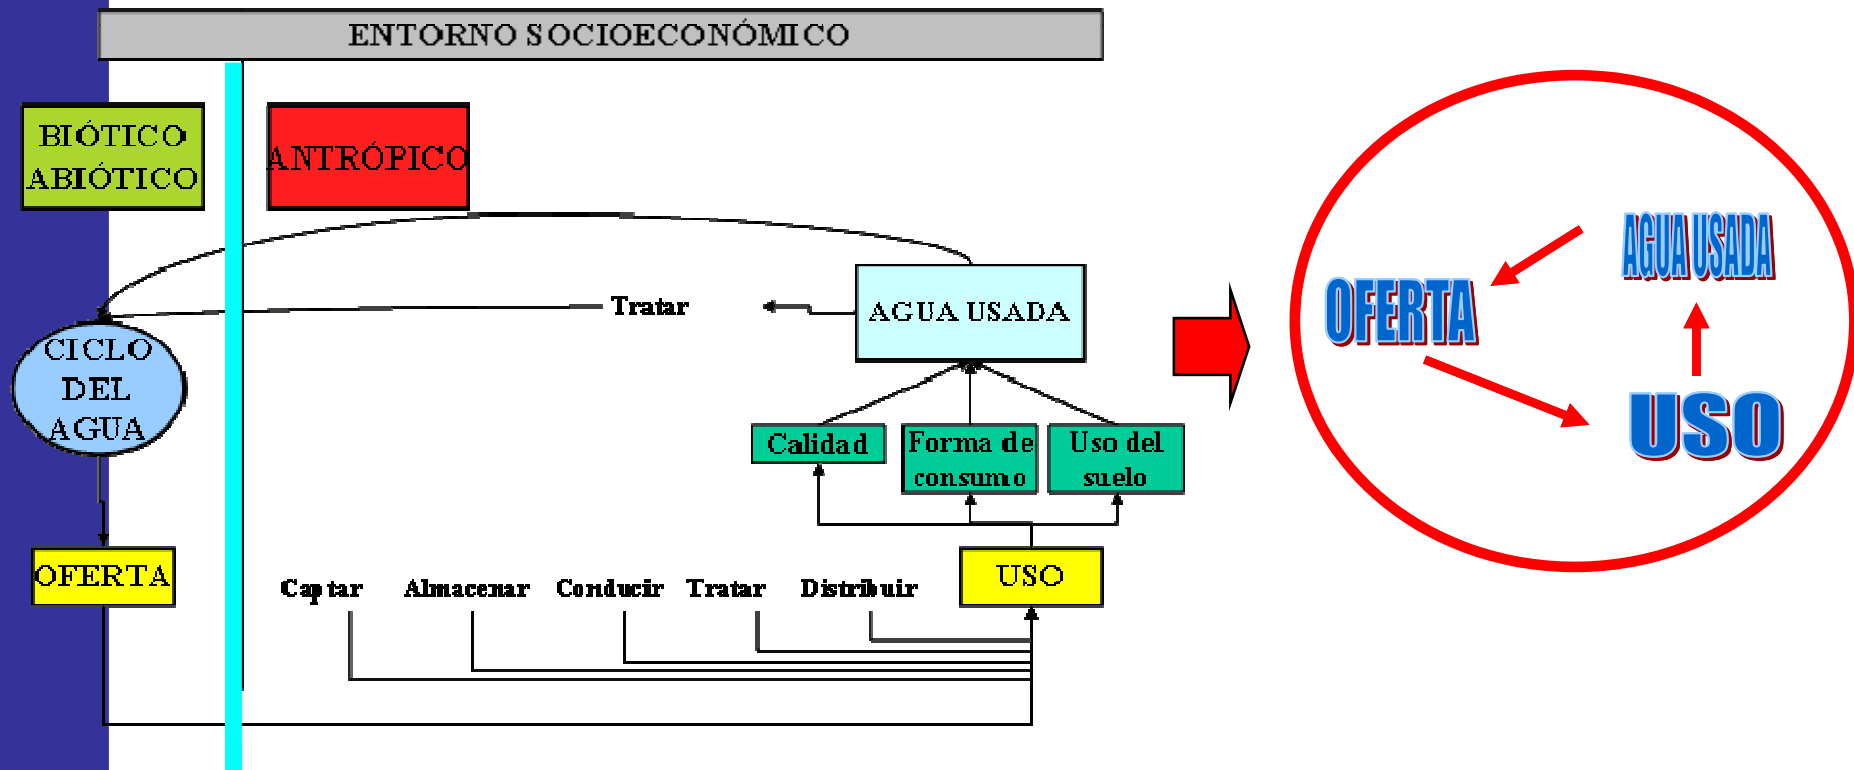 ENTORNO SOCIOECONÓMICO
BIÓTICO
ABIÓTICO
ANTRÓPICO
AGUA USADA
Tratar
CICLO
DEL
AGUA
Calidad
Forma de
consumo
Uso del
suelo
OFERTA
Captar
Almacenar
Conducir
Tratar
Distribuir
USO
AGUA USADA
OFERTA
USO